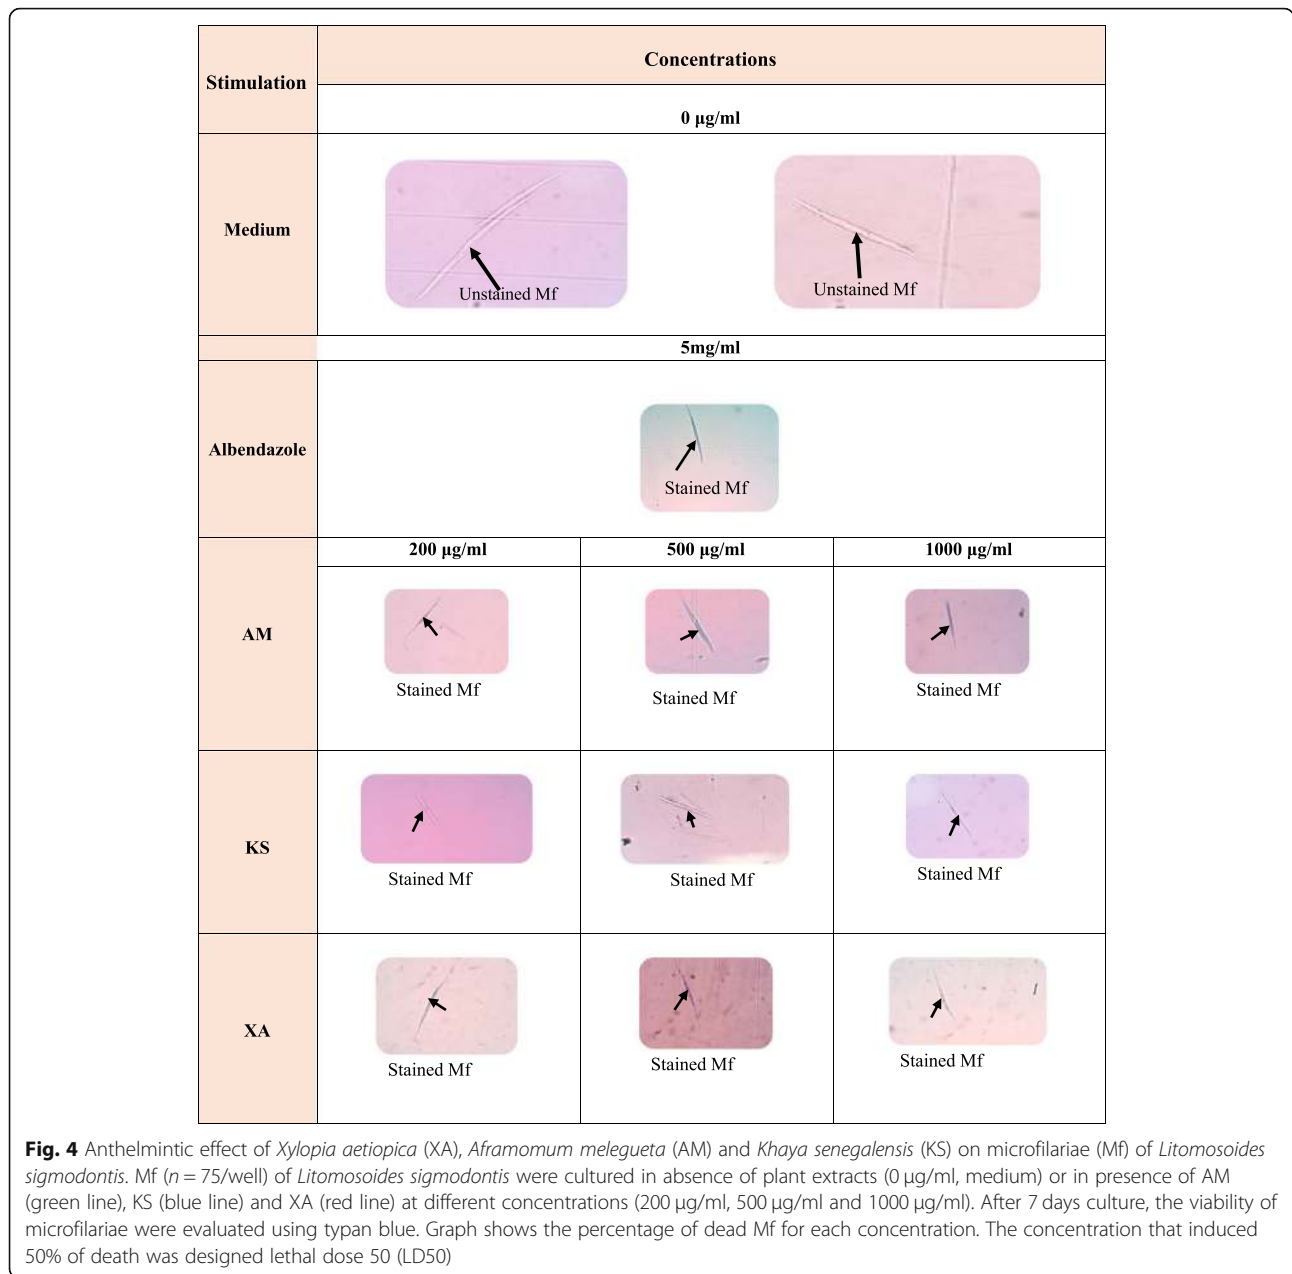 Stimulation
Concentrations
0 µg/ml
Medium
Unstained Mf
Unstained Mf
5mg/ml
Albendazole
Stained Mf
200 µg/ml
500 µg/ml
1000 µg/ml
AM
Stained Mf
Stained Mf
Stained Mf
KS
Stained Mf
Stained Mf
Stained Mf
XA
Stained Mf
Stained Mf
Stained Mf
Fig. 4 Anthelmintic effect of Xylopia aetiopica (XA), Aframomum melegueta (AM) and Khaya senegalensis (KS) on microfilariae (Mf) of Litomosoides
sigmodontis. Mf (n = 75/well) of Litomosoides sigmodontis were cultured in absence of plant extracts (0 µg/ml, medium) or in presence of AM
(green line), KS (blue line) and XA (red line) at different concentrations (200 µg/ml, 500 µg/ml and 1000 µg/ml). After 7 days culture, the viability of
microfilariae were evaluated using typan blue. Graph shows the percentage of dead Mf for each concentration. The concentration that induced
50% of death was designed lethal dose 50 (LD50)